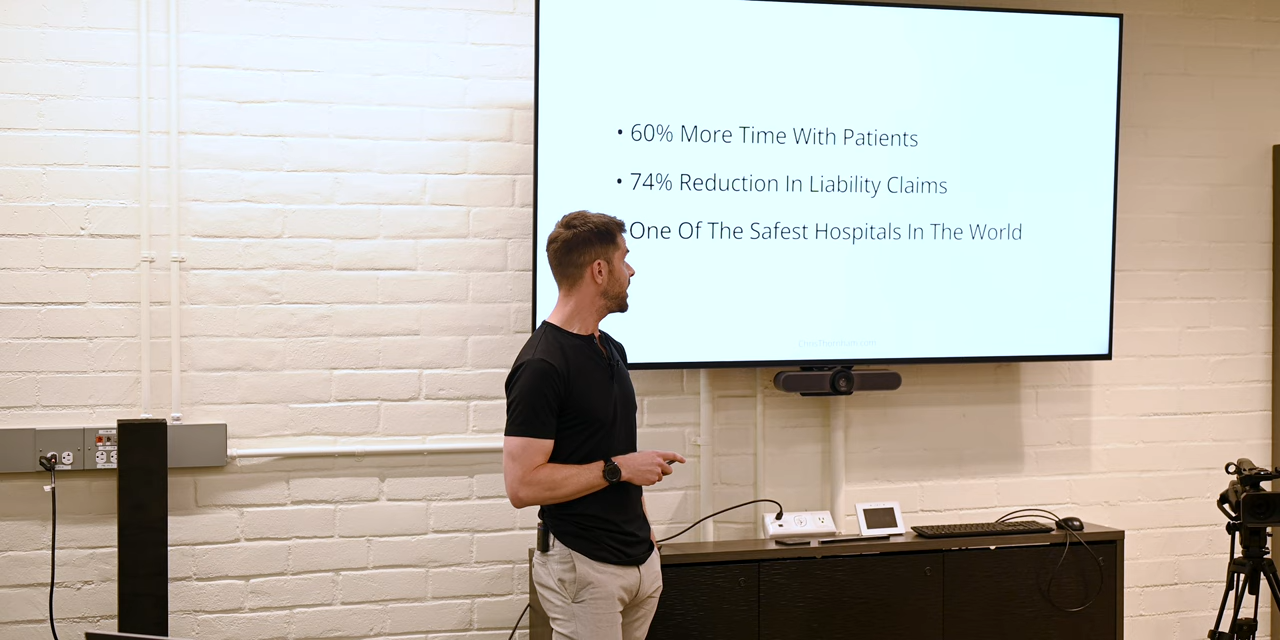 • 60% More Time With Patients
• 74% Reduction In Liability Claims
One Of The Safest Hospitals In The World